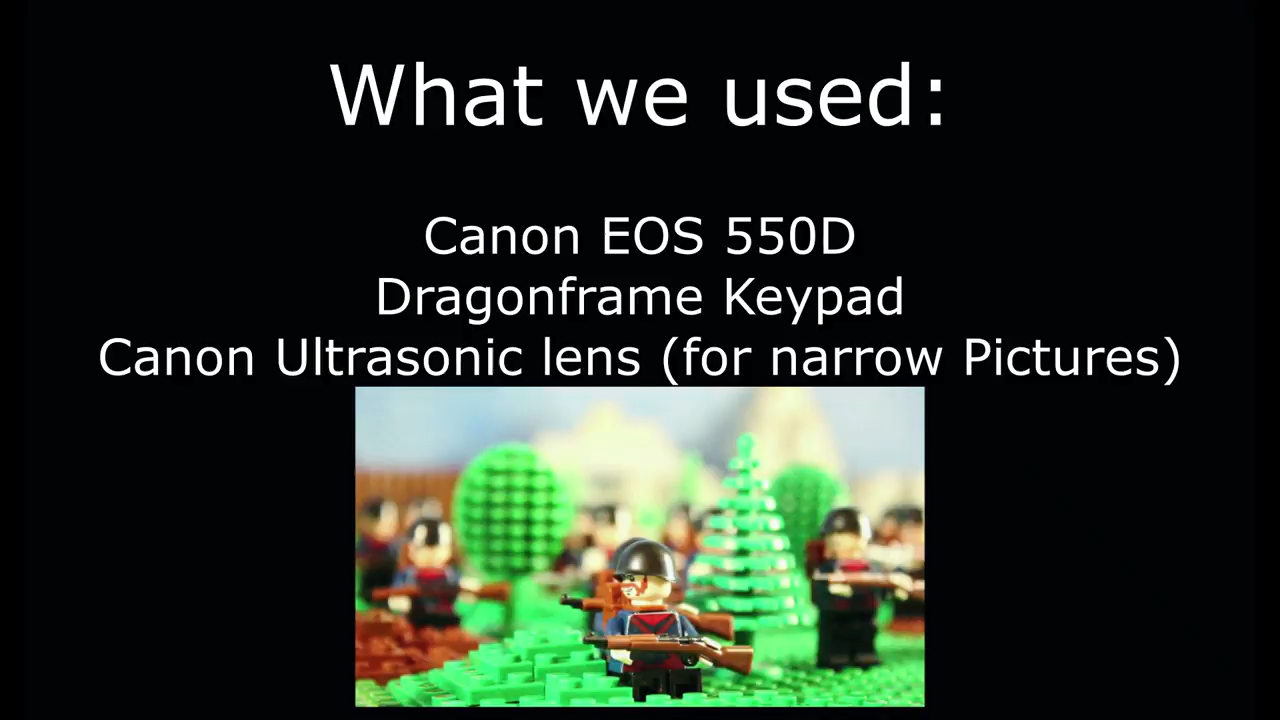 What we used:
Canon EOS 550D
Dragonframe Keypad
Canon Ultrasonic lens (for narrow Pictures)